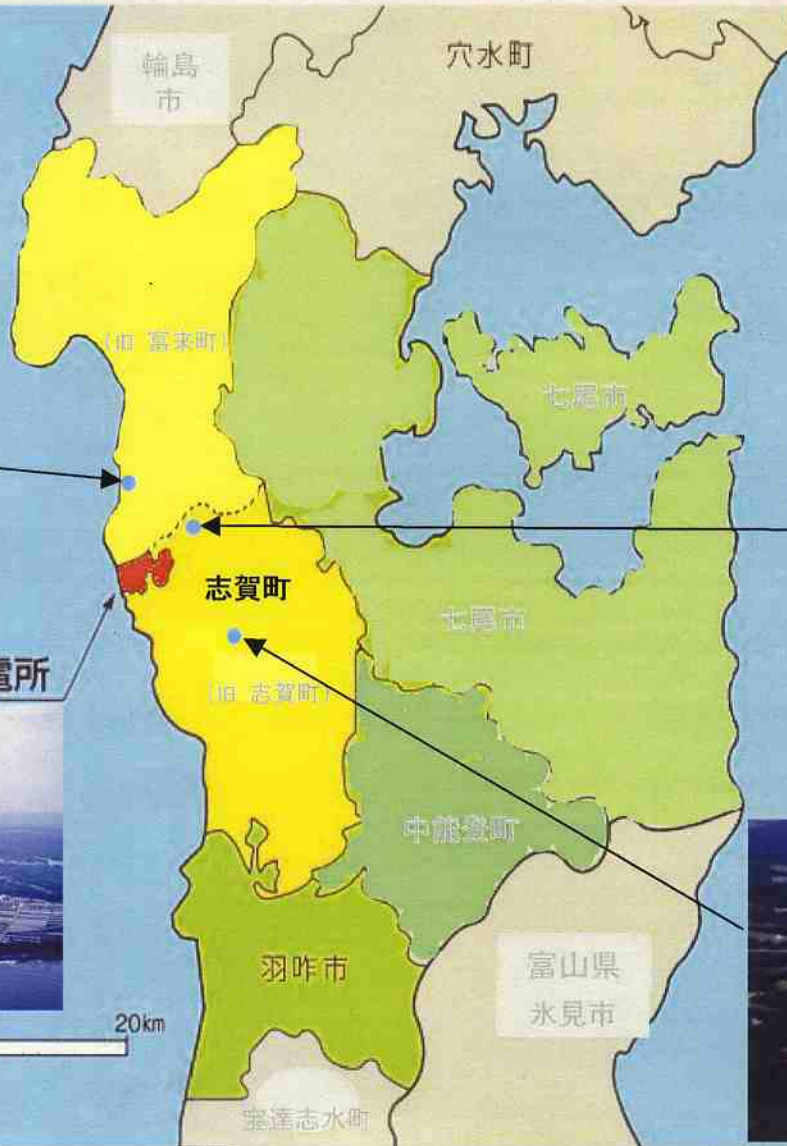 輪島
市
穴水町
(旧 富来町)
七尾市
志賀町
七尾市
電所
(旧 志賀町)
中能登町
羽咋市
富山県
氷見市
20km
宝達志水町